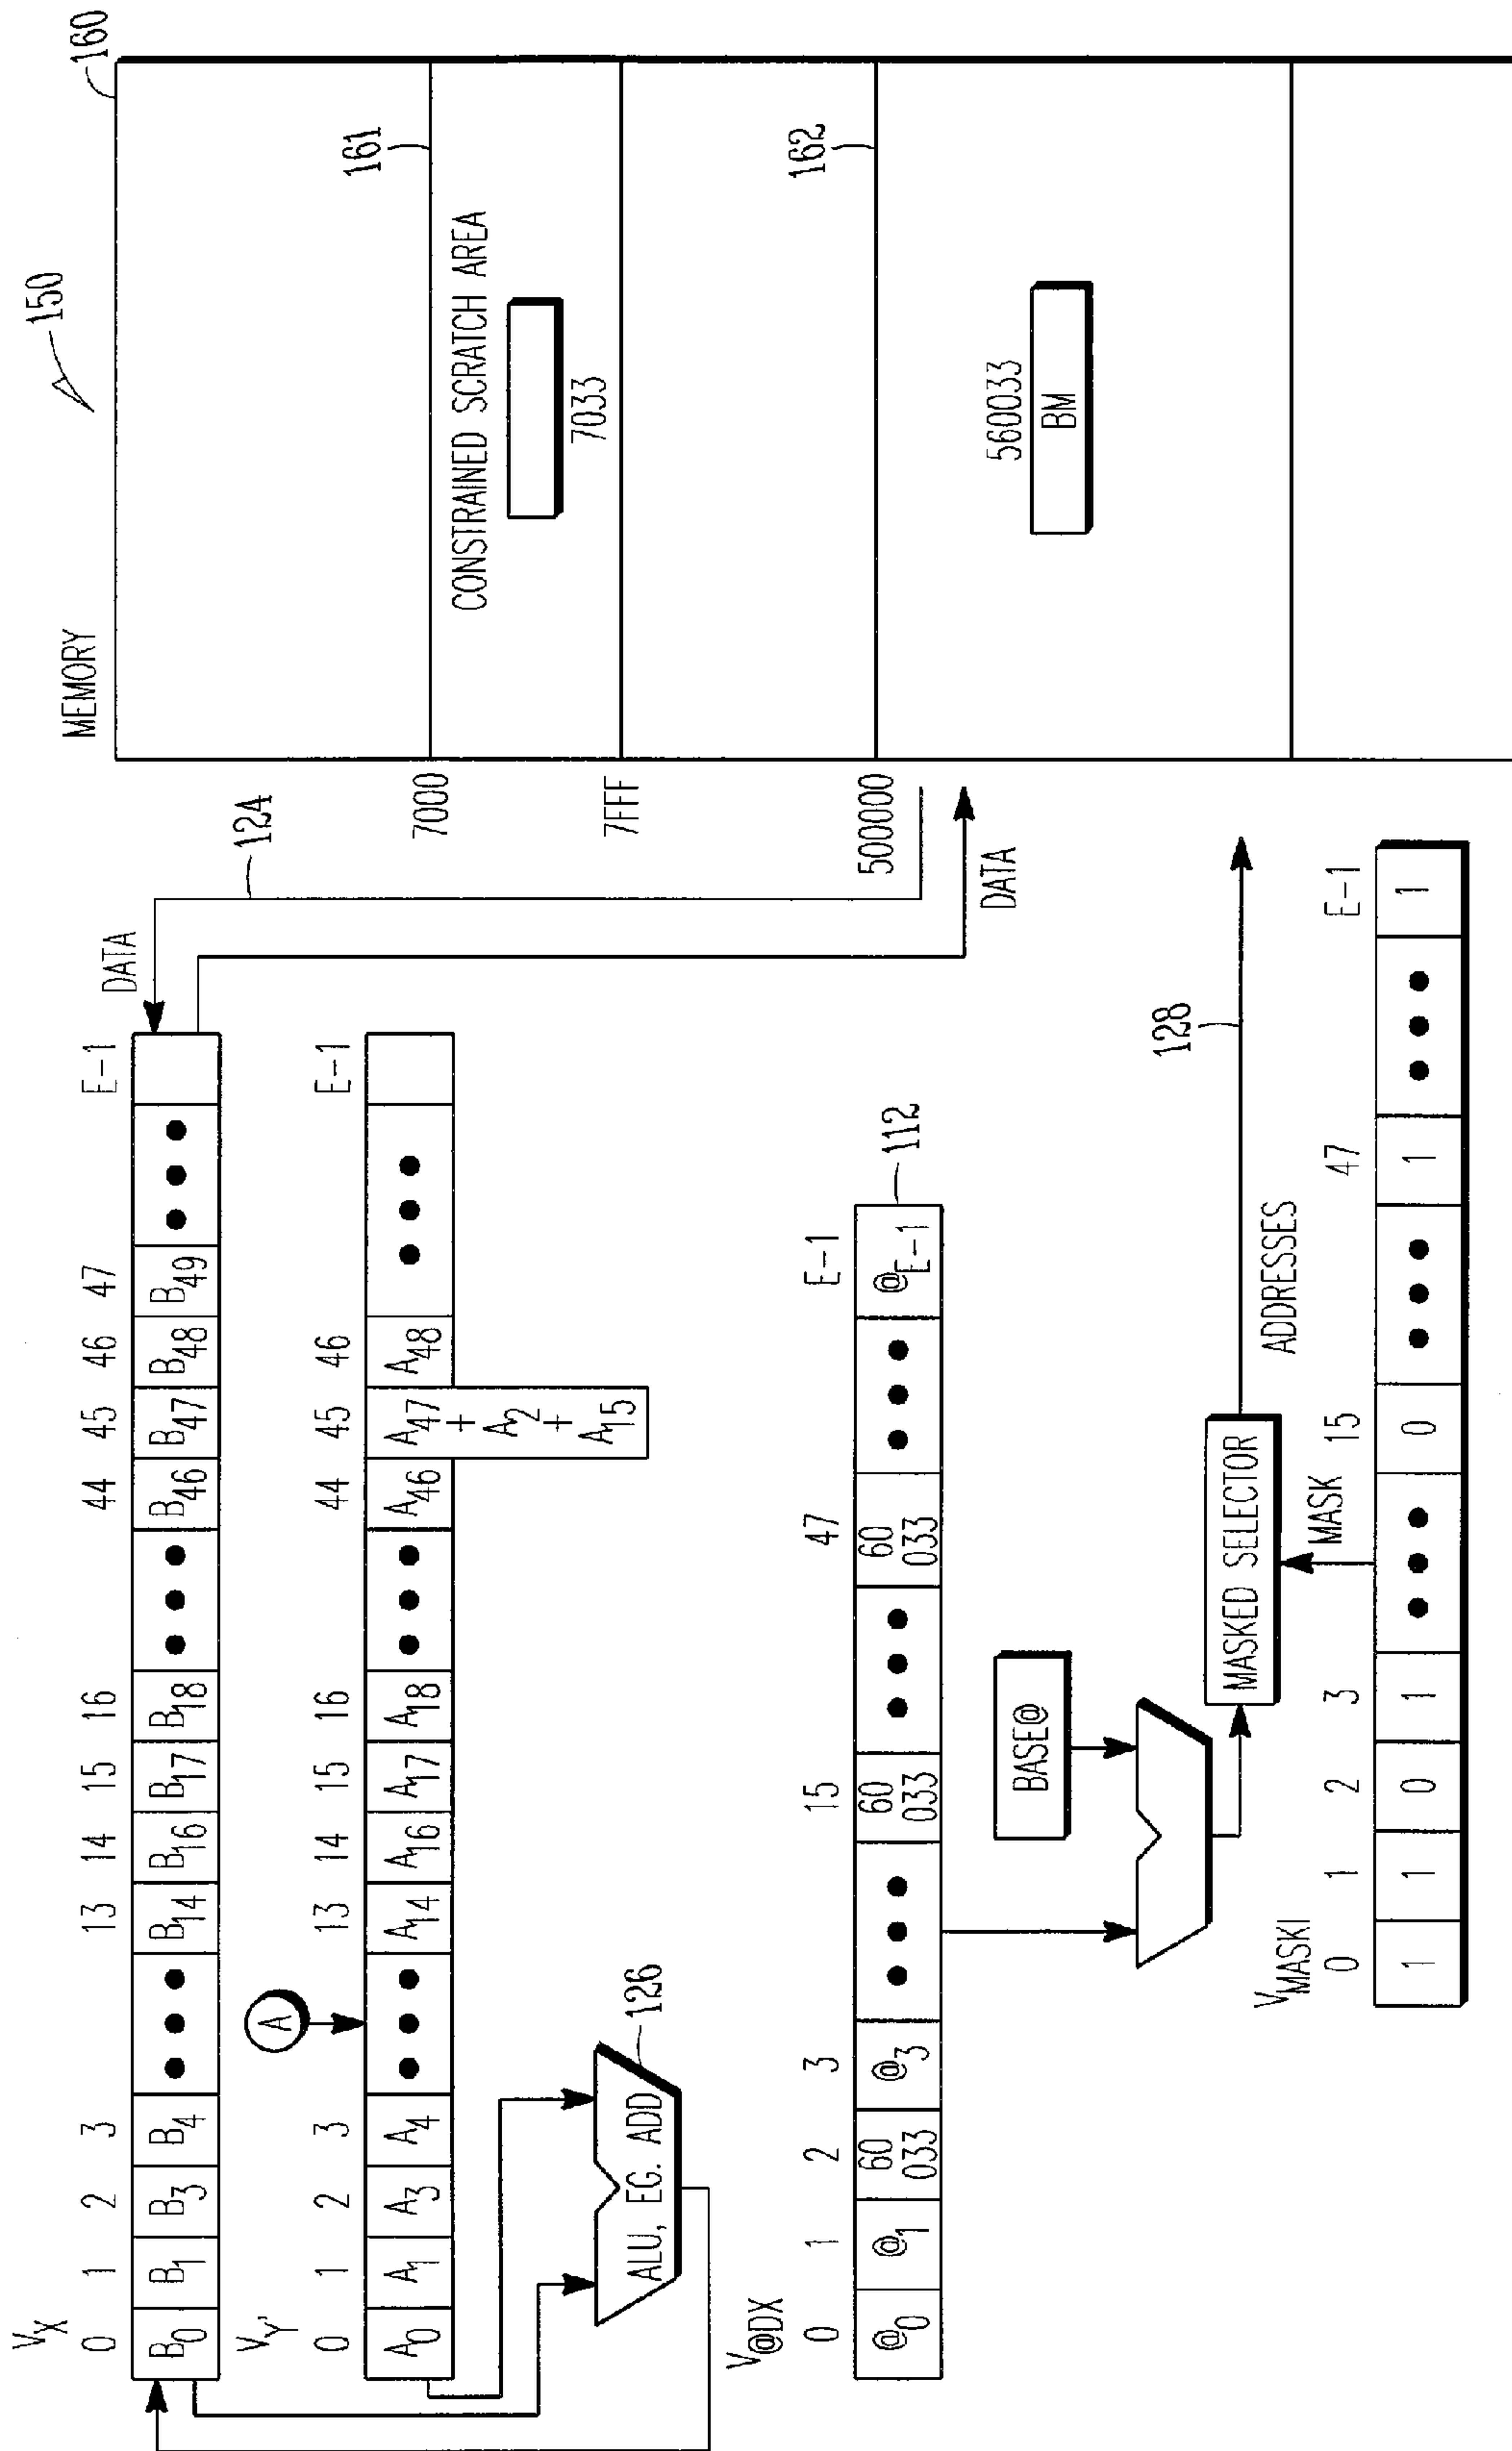 150
V_X
0 1 2 3 13 14 15 16 44 45 46 47 E-1
B_0 B_1 B_3 B_4 ••• B_14 B_16 B_17 B_18 ••• B_46 B_47 B_48 B_49 •••
DATA
124
V_Y'
A
0 1 2 3 13 14 15 16 44 45 46 E-1
A_0 A_1 A_3 A_4 ••• A_14 A_16 A_17 A_18 ••• A_46 A_47 A_48 •••
+
A_2
+
A_15
ALU, EG. ADD
126
V_@DX
0 1 2 3 15 47 E-1
@_0 @_1 60 @_3 ••• 60 ••• 60 ••• @_E-1
033 033 033
112
DATA
BASE@
MASKED SELECTOR
128
ADDRESSES
MASK
V_MASKI
0 1 2 3 15 47 E-1
1 1 0 1 ••• 0 ••• 1 ••• 1
MEMORY
160
7000
161
CONSTRAINED SCRATCH AREA
7033
7FFF
500000
162
560033
BM